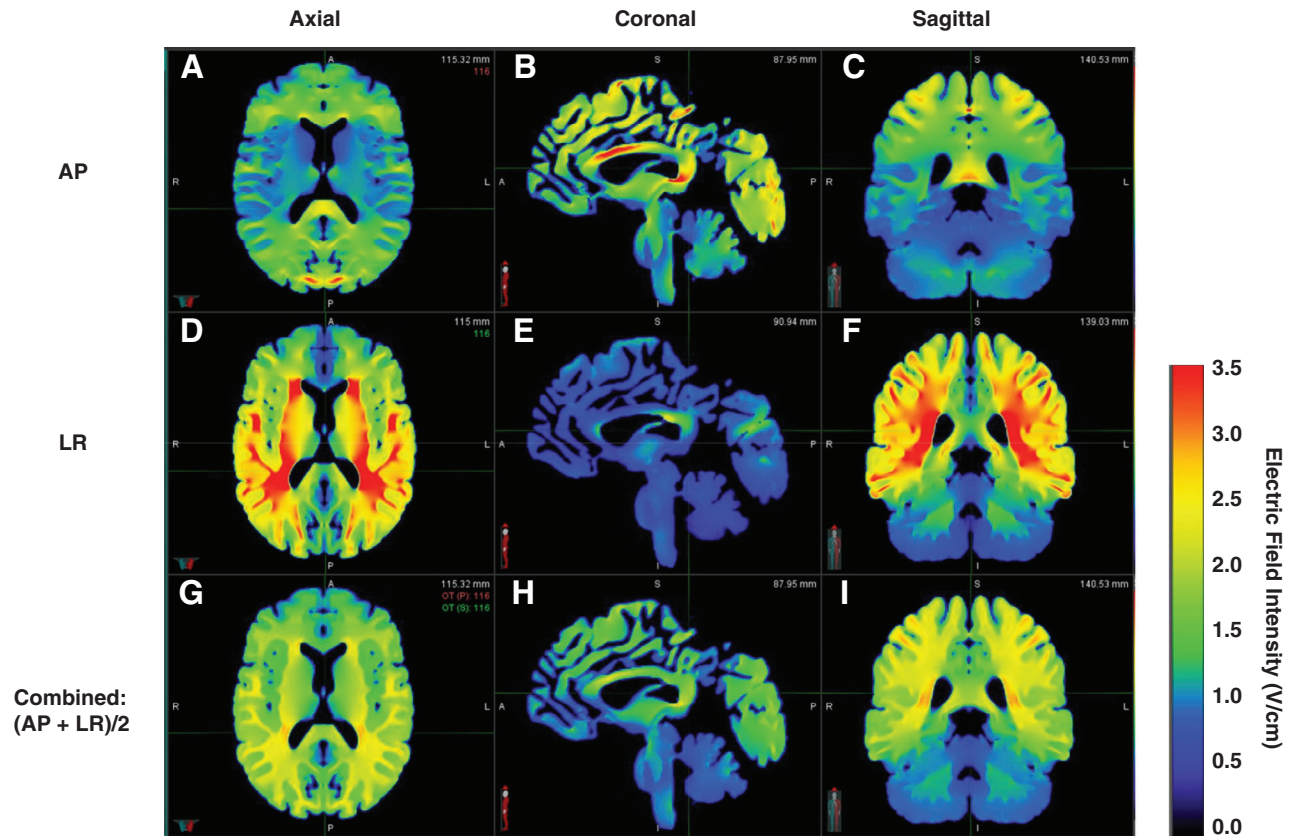 Axial Coronal Sagittal
AP
A A 115.32 mm
116
R L
P
B S 87.95 mm
A P
I
C S 140.53 mm
R L
I
LR
D A 115 mm
116
R L
P
E S 90.94 mm
A P
I
F S 139.03 mm
R L
I
Combined:
(AP + LR)/2
G A 115.32 mm
OT (P): 116
OT (S): 116
R L
P
H S 87.95 mm
A P
I
I S 140.53 mm
R L
I
3.5
3.0
2.5
2.0
1.5
1.0
0.5
0.0
Electric Field Intensity (V/cm)